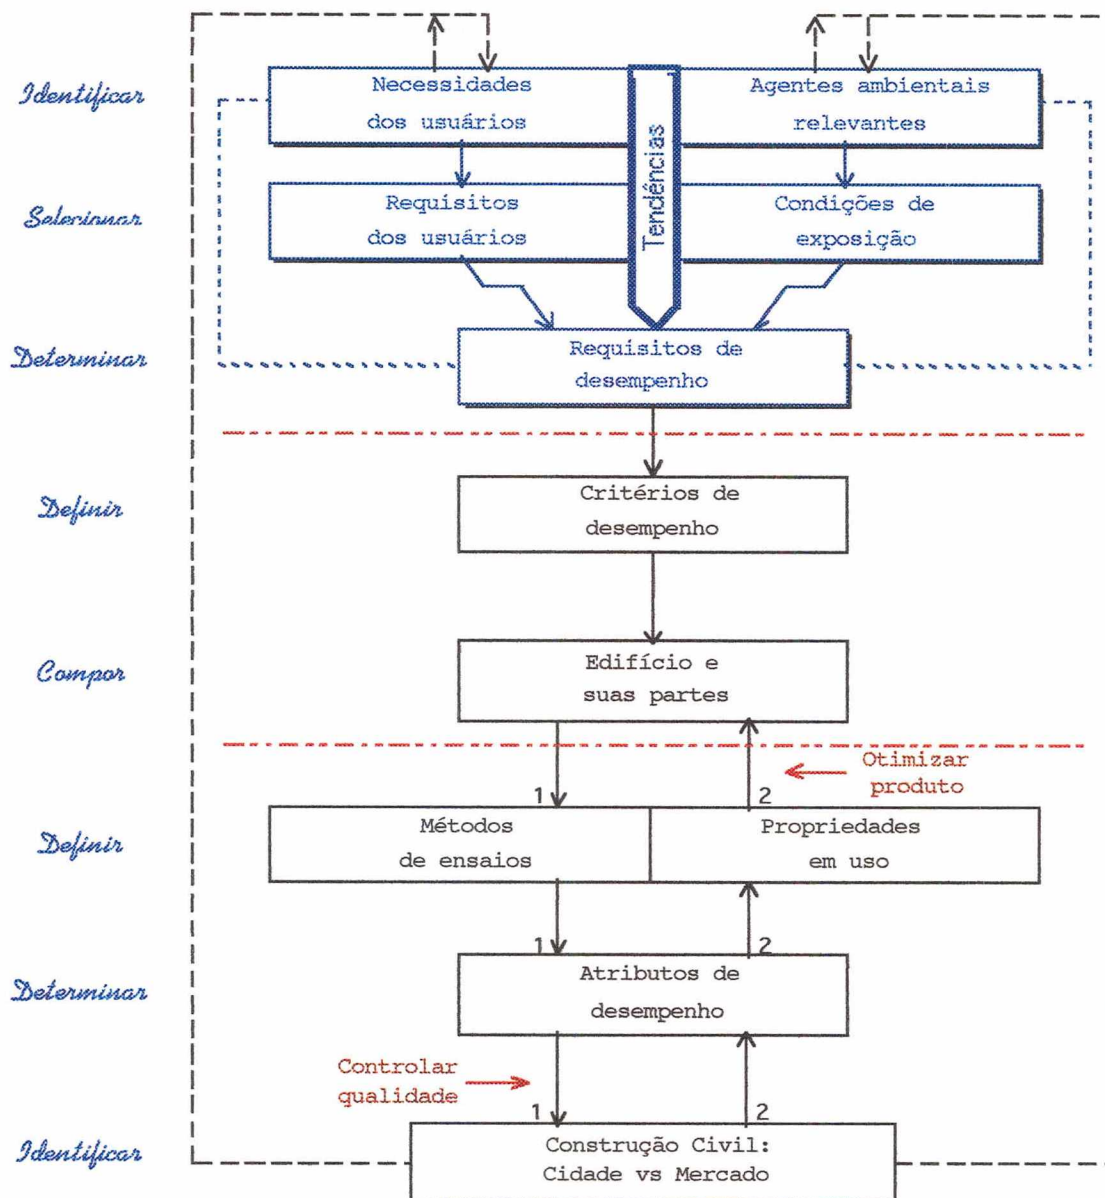 Identificar
Necessidades
dos usuários
Agentes ambientais
relevantes
Tendências
Selecionar
Requisitos
dos usuários
Condições de
exposição
Determinar
Requisitos de
desempenho
Definir
Critérios de
desempenho
Compor
Edifício e
suas partes
Otimizar
produto
1
2
Definir
Métodos
de ensaios
Propriedades
em uso
1
2
Determinar
Atributos de
desempenho
Controlar
qualidade
1
2
Identificar
Construção Civil:
Cidade vs Mercado